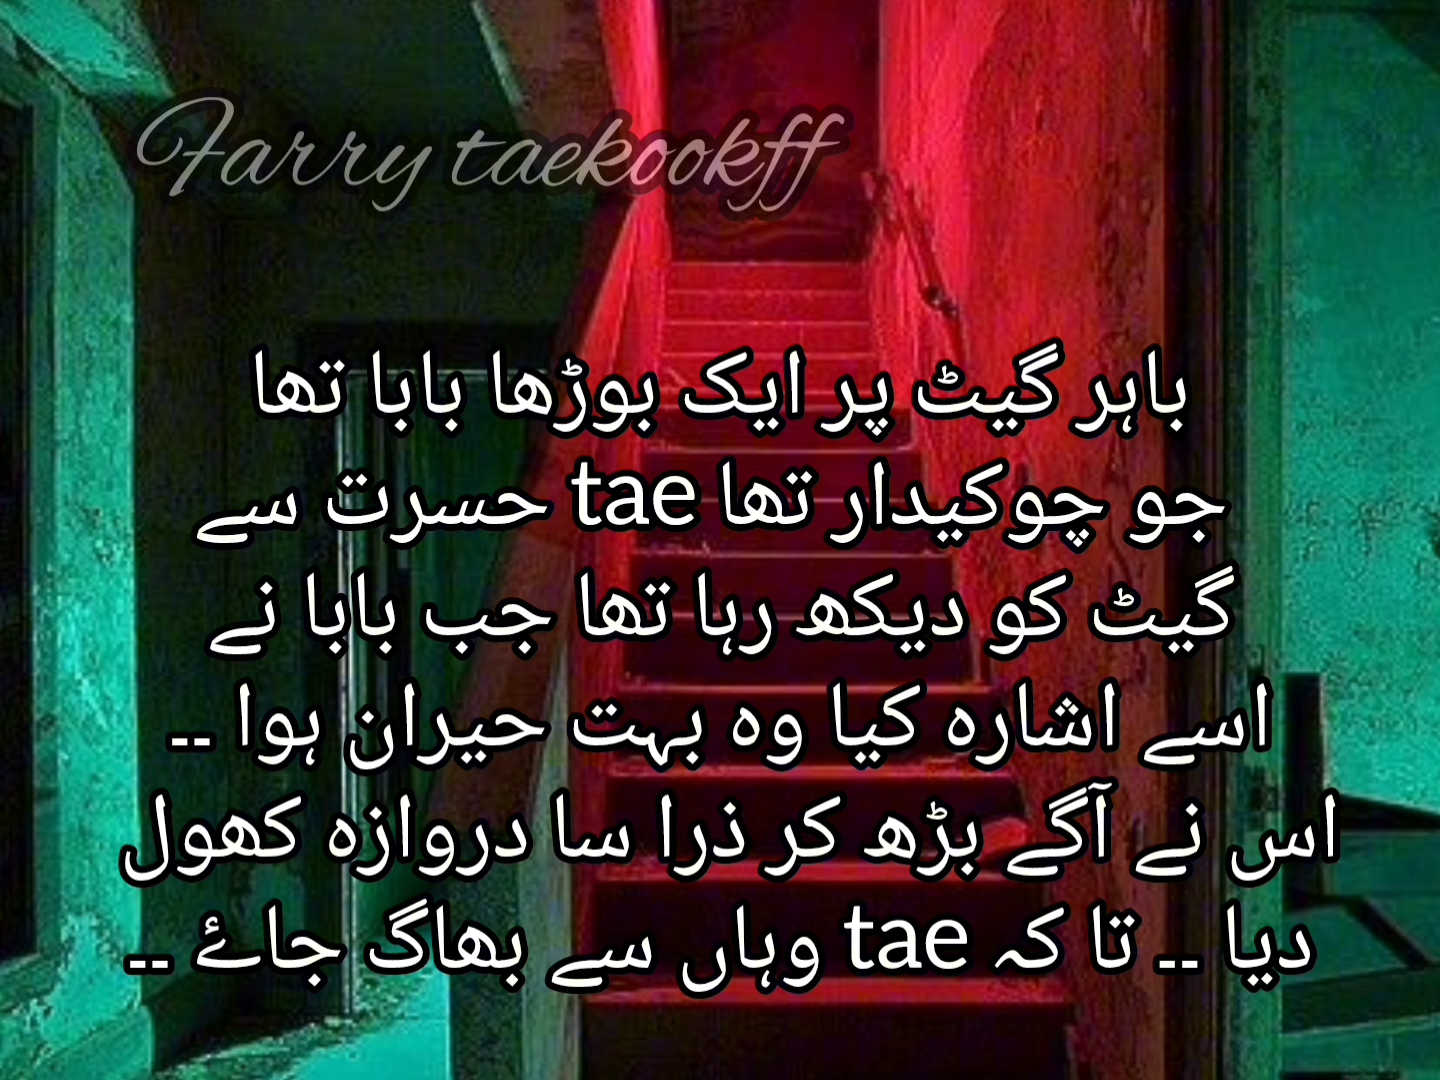 Farry taekookff
باہر گیٹ پر ایک بوڑھا بابا تھا
جو چوکیدار تھا tae حسرت سے
گیٹ کو دیکھ رہا تھا جب بابا نے
اسے اشارہ کیا وہ بہت حیران ہوا --
اس نے آگے بڑھ کر ذرا سا دروازہ کھول
دیا -- تا کہ tae وہاں سے بھاگ جاۓ --